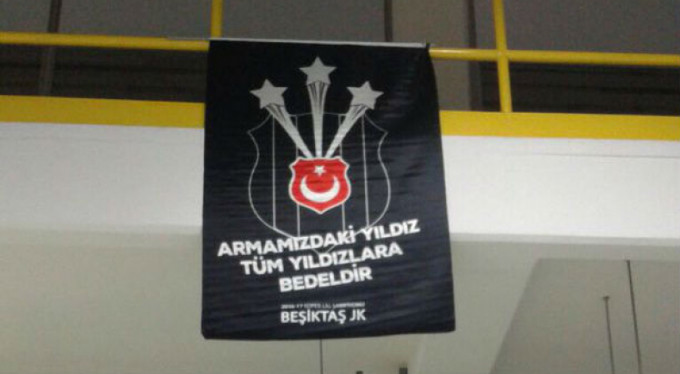 ARMAMIZDAKİ YILDIZ
TÜM YILDIZLARA
BEDELDİR
BEŞİKTAŞ JK